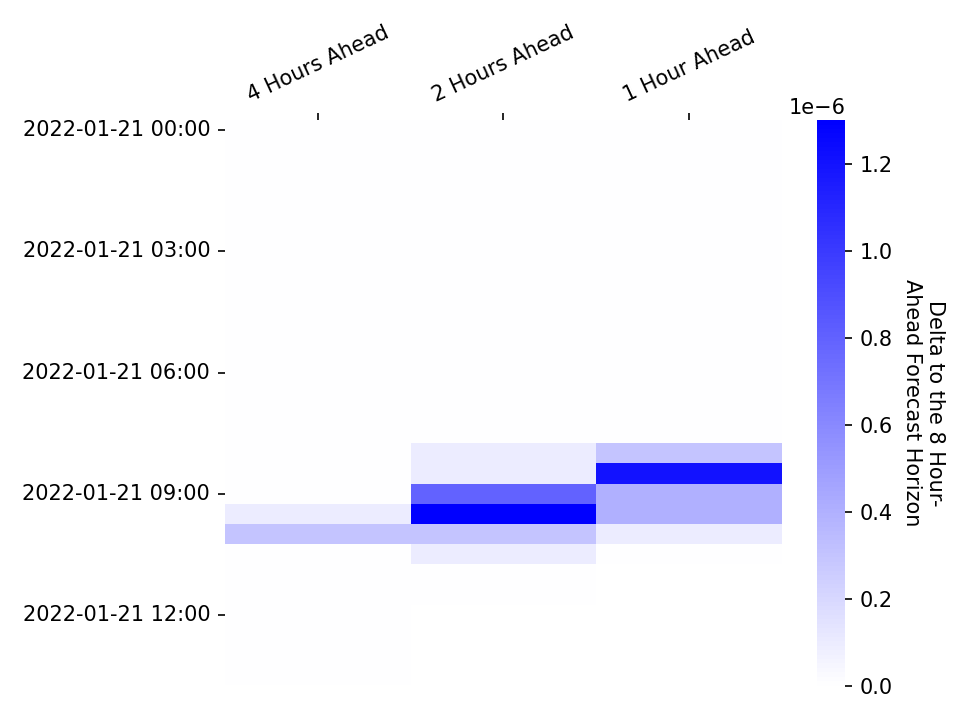 4 Hours Ahead
2 Hours Ahead
1 Hour Ahead
1e−6
2022-01-21 00:00
2022-01-21 03:00
2022-01-21 06:00
2022-01-21 09:00
2022-01-21 12:00
1.2
1.0
0.8
0.6
0.4
0.2
0.0
Delta to the 8 Hour-
Ahead Forecast Horizon